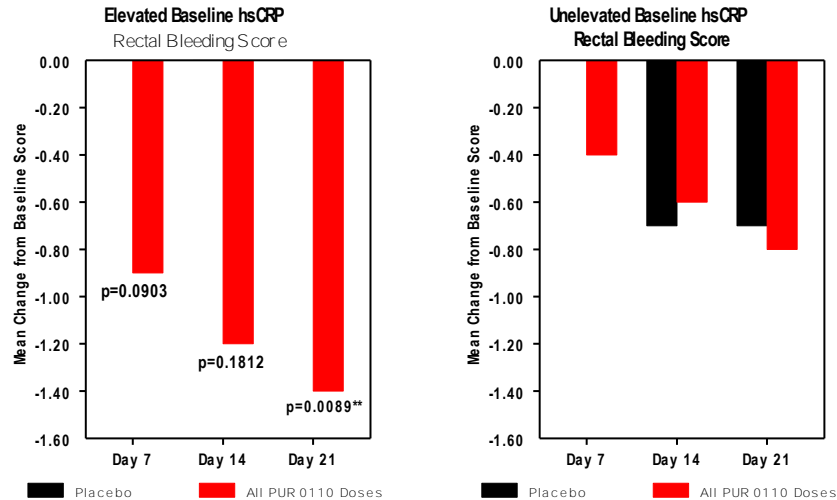 Elevated Baseline hsCRP
Rectal Bleeding Score
Mean Change from Baseline Score
0.00
-0.20
-0.40
-0.60
-0.80
-1.00
-1.20
-1.40
-1.60
p=0.0903
p=0.1812
p=0.0089**
Day 7 Day 14 Day 21
Placebo All PUR 0110 Doses
Unelevated Baseline hsCRP
Rectal Bleeding Score
Mean Change from Baseline Score
0.00
-0.20
-0.40
-0.60
-0.80
-1.00
-1.20
-1.40
-1.60
Day 7 Day 14 Day 21
Placebo All PUR 0110 Doses